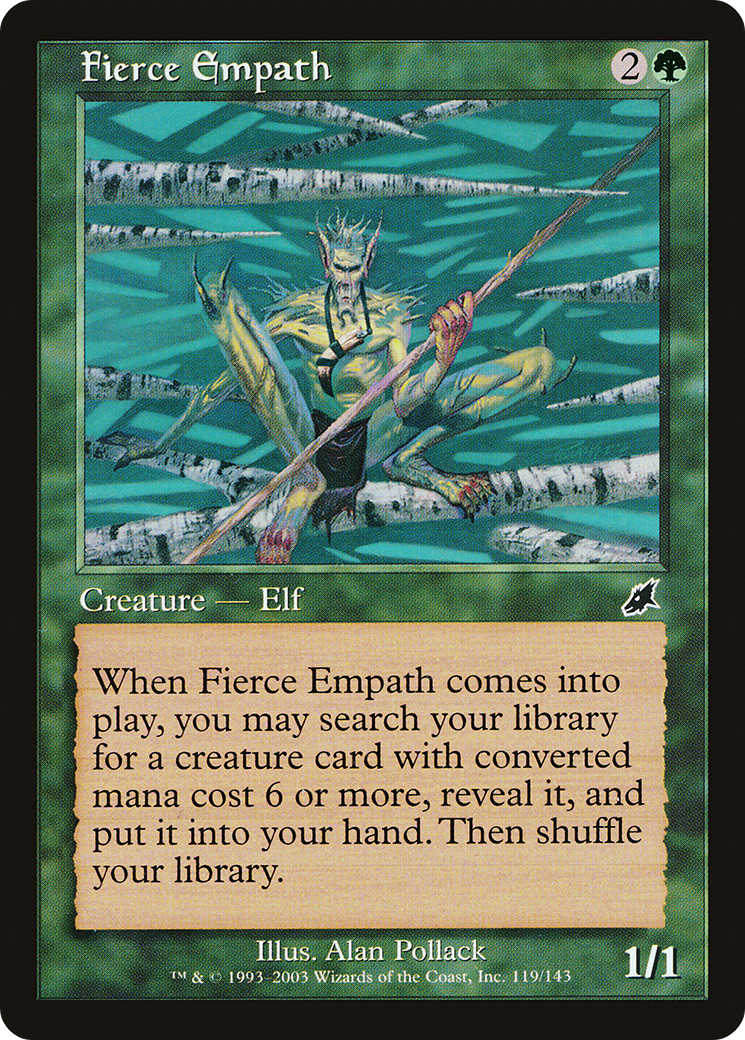 Fierce Empath 2
Creature — Elf
When Fierce Empath comes into
play, you may search your library
for a creature card with converted
mana cost 6 or more, reveal it, and
put it into your hand. Then shuffle
your library.
Illus. Alan Pollack
™ & © 1993–2003 Wizards of the Coast, Inc. 119/143
1/1